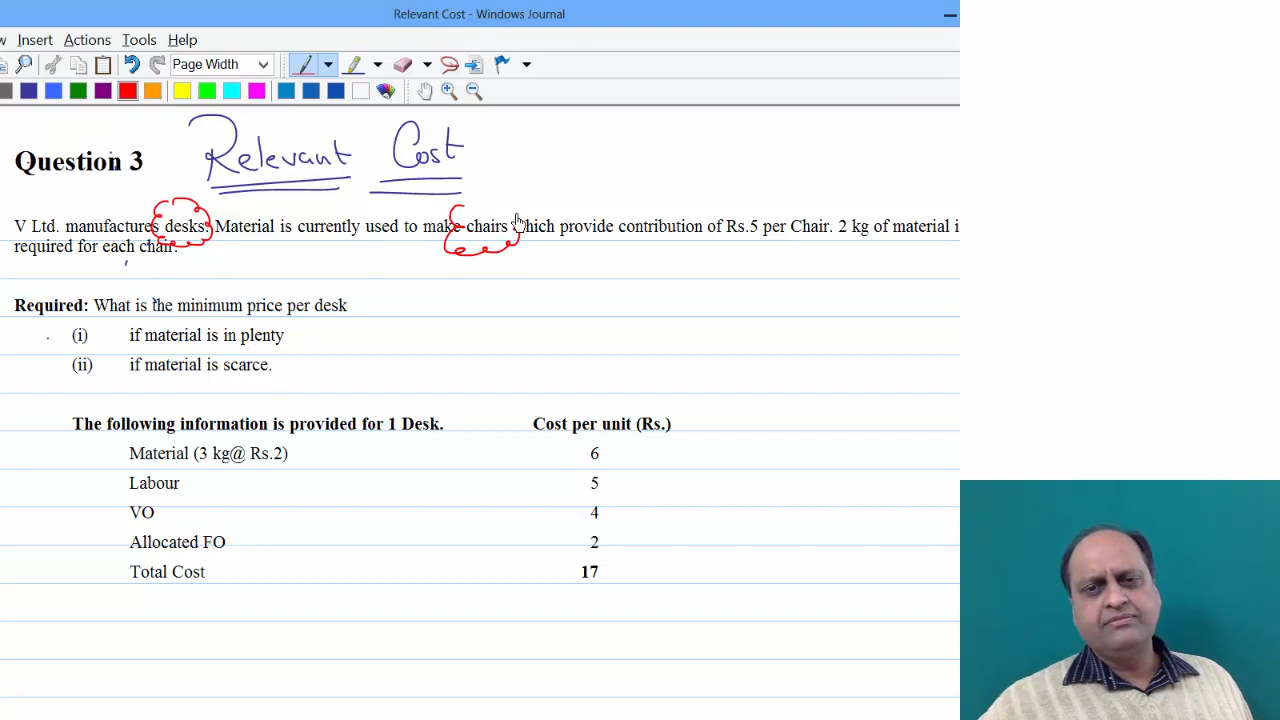 Relevant Cost - Windows Journal
Insert Actions Tools Help
Page Width
Question 3 Relevant Cost
V Ltd. manufactures desks. Material is currently used to make chairs which provide contribution of Rs.5 per Chair. 2 kg of material i
required for each chair.
Required: What is the minimum price per desk
(i) if material is in plenty
(ii) if material is scarce.
The following information is provided for 1 Desk. Cost per unit (Rs.)
Material (3 kg@ Rs.2) 6
Labour 5
VO 4
Allocated FO 2
Total Cost 17